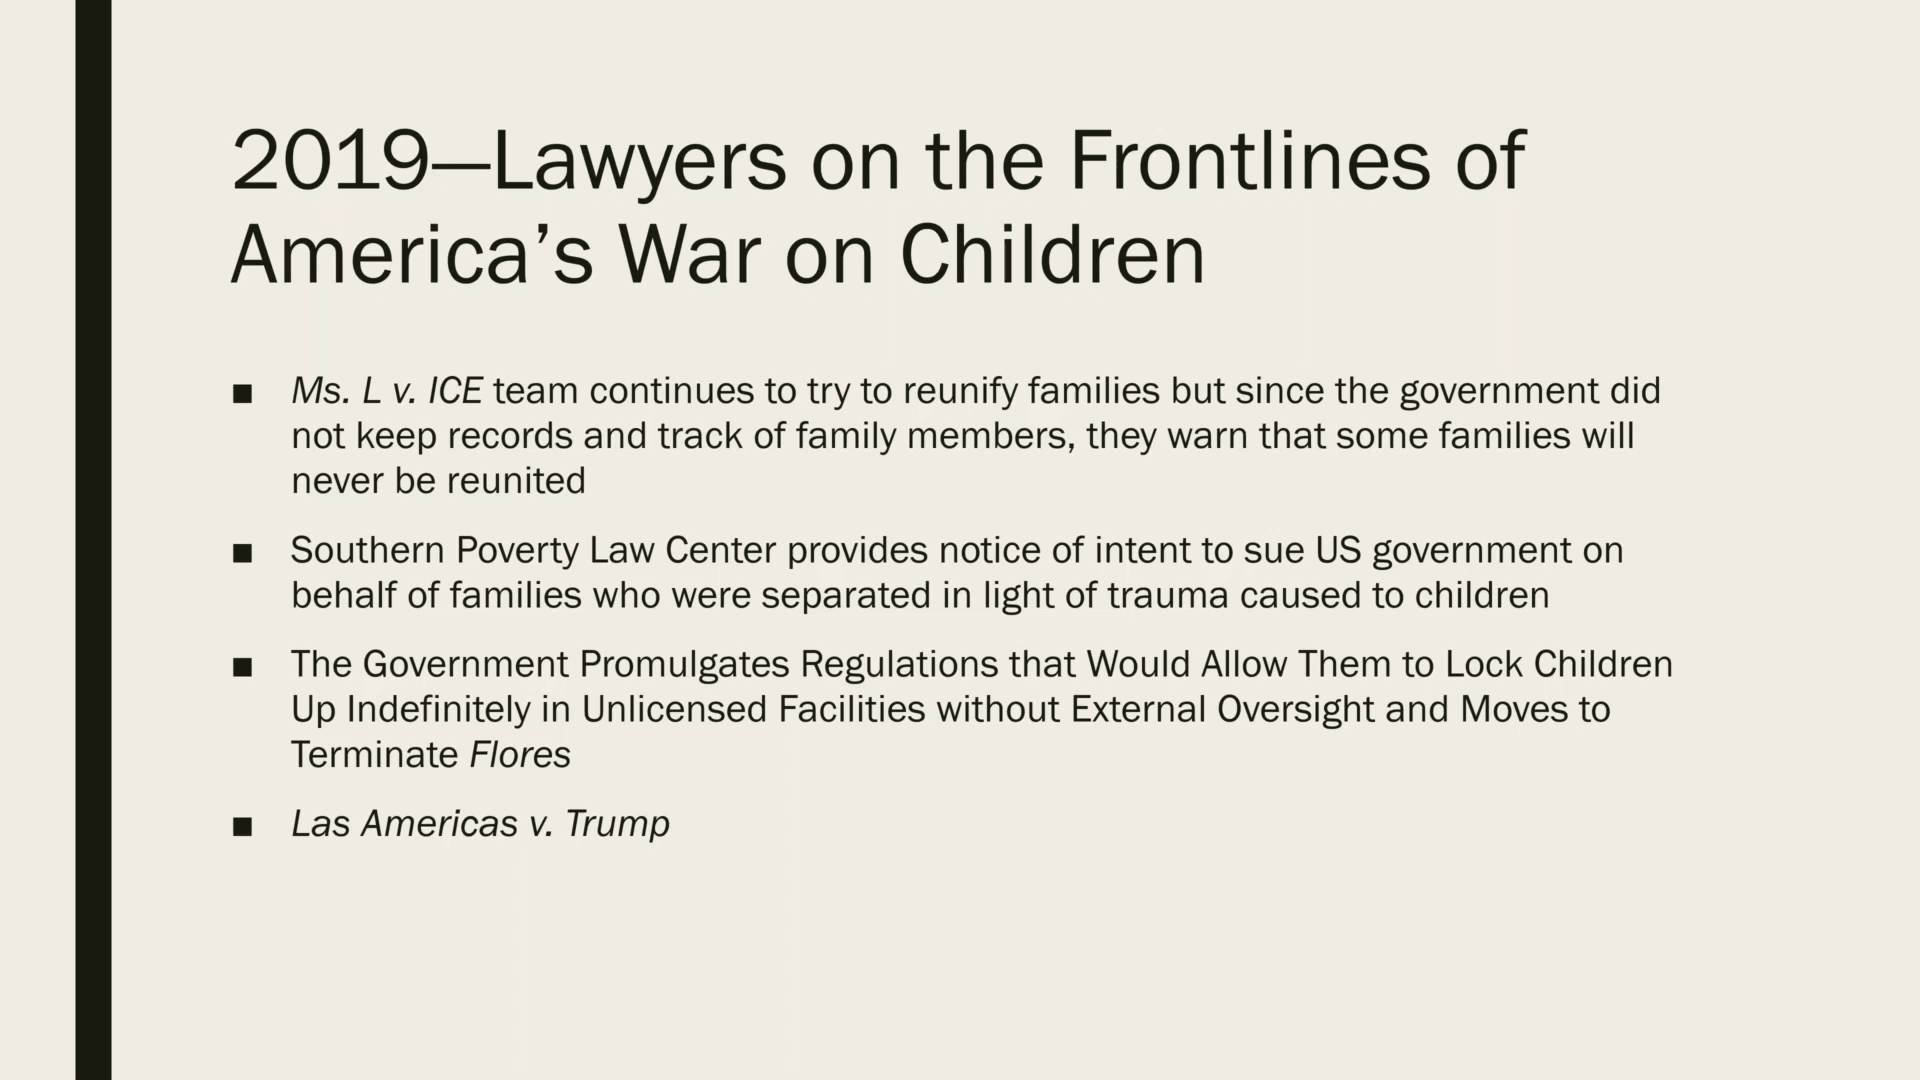 2019—Lawyers on the Frontlines of
America’s War on Children
■ Ms. L v. ICE team continues to try to reunify families but since the government did
not keep records and track of family members, they warn that some families will
never be reunited
■ Southern Poverty Law Center provides notice of intent to sue US government on
behalf of families who were separated in light of trauma caused to children
■ The Government Promulgates Regulations that Would Allow Them to Lock Children
Up Indefinitely in Unlicensed Facilities without External Oversight and Moves to
Terminate Flores
■ Las Americas v. Trump